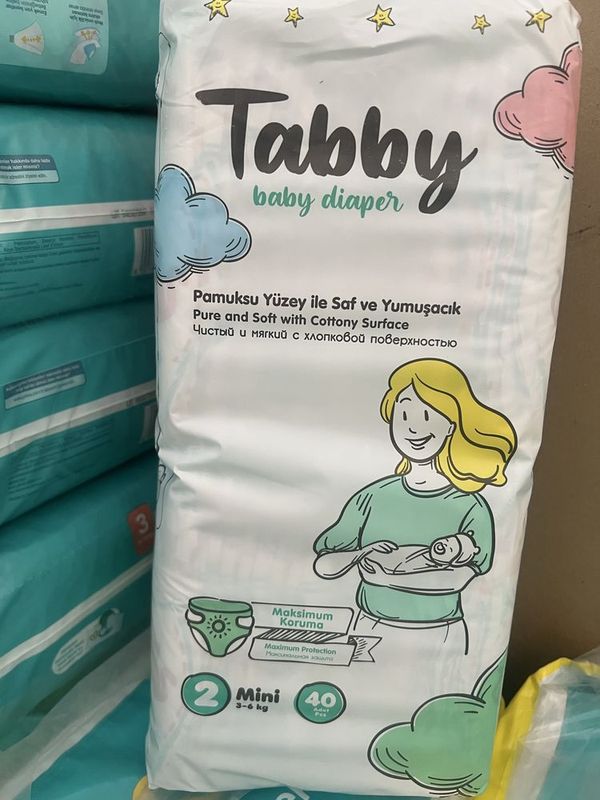 Tabby
baby diaper
Pamuksu Yüzey ile Saf ve Yumuşacık
Pure and Soft with Cottony Surface
Чистый и мягкий с хлопковой поверхностью
Maksimum
Koruma
Maximum Protection
Максимальная защита
2 Mini
3-6 kg
40
Adet
Pcs
3